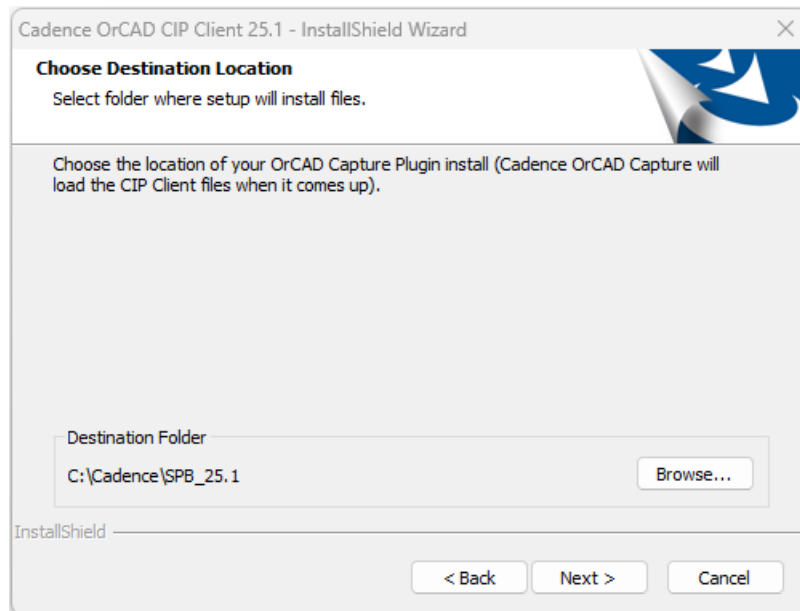 Cadence OrCAD CIP Client 25.1 - InstallShield Wizard
Choose Destination Location
Select folder where setup will install files.
Choose the location of your OrCAD Capture Plugin install (Cadence OrCAD Capture will
load the CIP Client files when it comes up).
Destination Folder
C:\Cadence\SPB_25.1
Browse...
InstallShield
< Back
Next >
Cancel